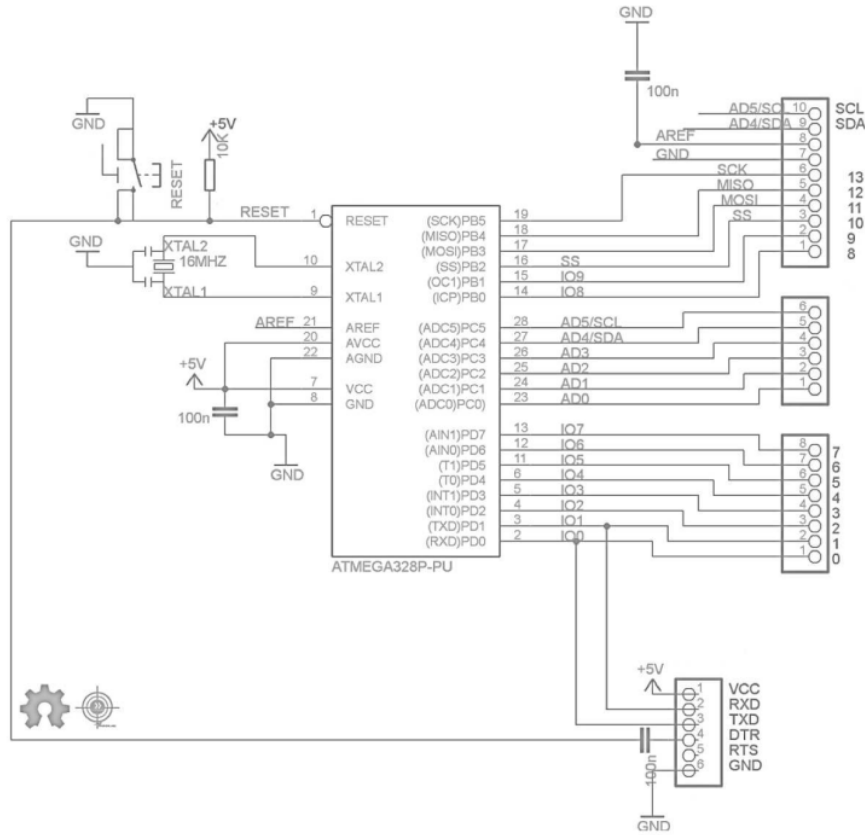 GND
100n
AD5/SCL 10 SCL
AD4/SDA 9 SDA
AREF 8
GND 7
SCK 6 13
MISO 5 12
MOSI 4 11
SS 3 10
2 9
1 8
GND
+5V
10K
RESET
RESET 1
GND
XTAL2
16MHZ
XTAL1
10
9
AREF 21
20
22
+5V
7
8
100n
GND
RESET
XTAL2
XTAL1
AREF
AVCC
AGND
VCC
GND
(SCK)PB5 19
(MISO)PB4 18
(MOSI)PB3 17
(SS)PB2 16 SS
(OC1)PB1 15 IO9
(ICP)PB0 14 IO8
(ADC5)PC5 28 AD5/SCL 6
(ADC4)PC4 27 AD4/SDA 5
(ADC3)PC3 26 AD3 4
(ADC2)PC2 25 AD2 3
(ADC1)PC1 24 AD1 2
(ADC0)PC0) 23 AD0 1
(AIN1)PD7 13 IO7 8 7
(AIN0)PD6 12 IO6 7 6
(T1)PD5 11 IO5 6 5
(T0)PD4 6 IO4 5 4
(INT1)PD3 5 IO3 4 3
(INT0)PD2 4 IO2 3 2
(TXD)PD1 3 IO1 2 1
(RXD)PD0 2 IO0 1 0
ATMEGA328P-PU
+5V
1 VCC
2 RXD
3 TXD
4 DTR
5 RTS
6 GND
100n
GND